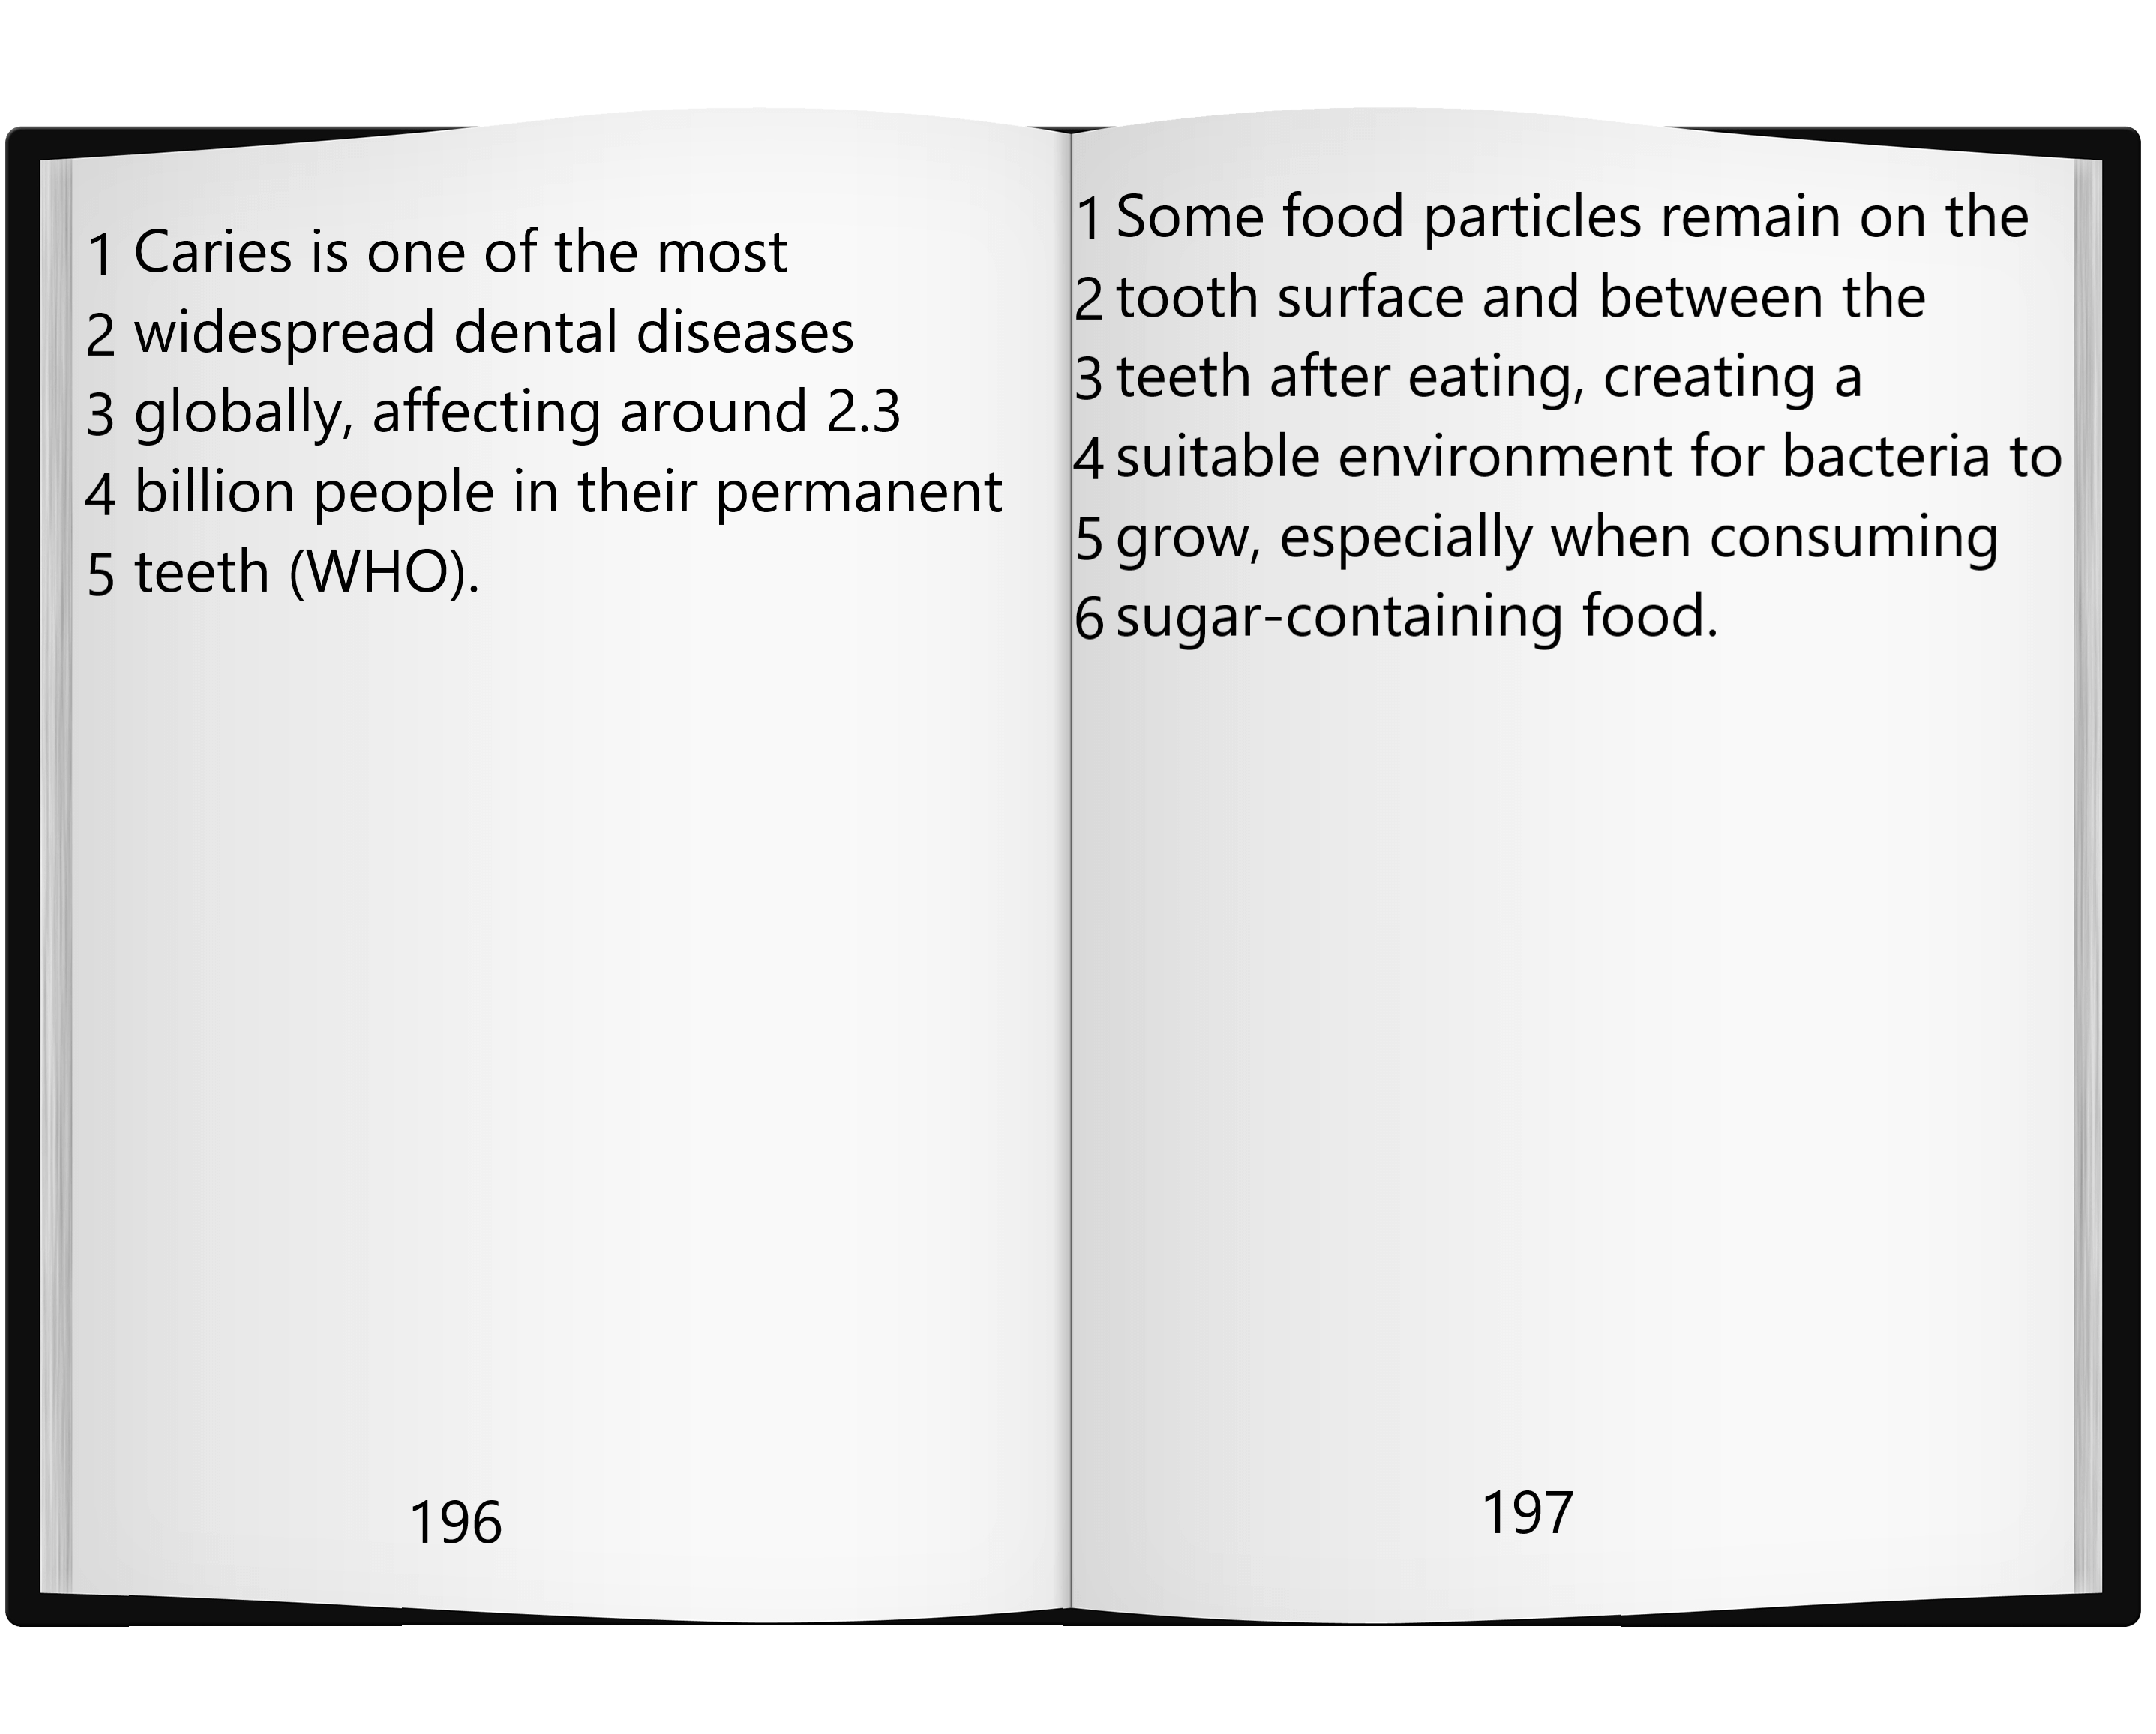 1 Caries is one of the most
2 widespread dental diseases
3 globally, affecting around 2.3
4 billion people in their permanent
5 teeth (WHO).
196
1 Some food particles remain on the
2 tooth surface and between the
3 teeth after eating, creating a
4 suitable environment for bacteria to
5 grow, especially when consuming
6 sugar-containing food.
197